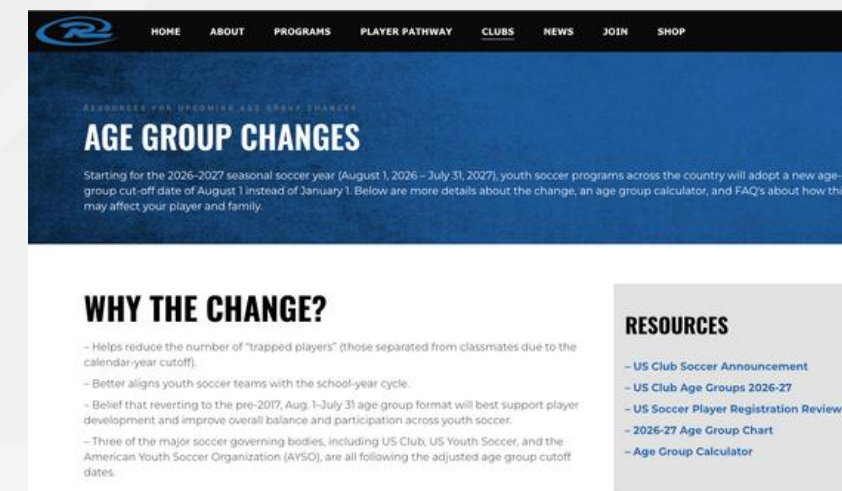 HOME ABOUT PROGRAMS PLAYER PATHWAY CLUBS NEWS JOIN SHOP
RESOURCES FOR UPCOMING AGE GROUP CHANGES
AGE GROUP CHANGES
Starting for the 2026–2027 seasonal soccer year (August 1, 2026 – July 31, 2027), youth soccer programs across the country will adopt a new age-
group cut-off date of August 1 instead of January 1. Below are more details about the change, an age group calculator, and FAQ's about how thi
may affect your player and family.
WHY THE CHANGE?
– Helps reduce the number of "trapped players" (those separated from classmates due to the
calendar-year cutoff).
– Better aligns youth soccer teams with the school-year cycle.
– Belief that reverting to the pre-2017, Aug. 1–July 31 age group format will best support player
development and improve overall balance and participation across youth soccer.
– Three of the major soccer governing bodies, including US Club, US Youth Soccer, and the
American Youth Soccer Organization (AYSO), are all following the adjusted age group cutoff
dates.
RESOURCES
– US Club Soccer Announcement
– US Club Age Groups 2026-27
– US Soccer Player Registration Review
– 2026-27 Age Group Chart
– Age Group Calculator